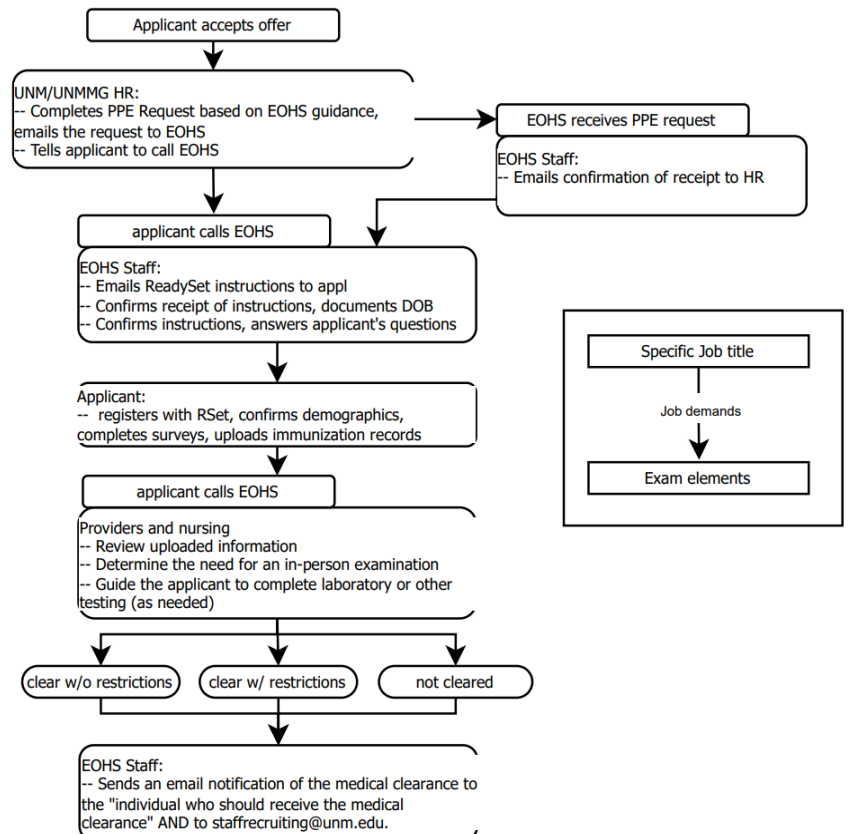 Applicant accepts offer
UNM/UNMMG HR:
-- Completes PPE Request based on EOHS guidance,
emails the request to EOHS
-- Tells applicant to call EOHS
EOHS receives PPE request
EOHS Staff:
-- Emails confirmation of receipt to HR
applicant calls EOHS
EOHS Staff:
-- Emails ReadySet instructions to appl
-- Confirms receipt of instructions, documents DOB
-- Confirms instructions, answers applicant's questions
Applicant:
-- registers with RSet, confirms demographics,
completes surveys, uploads immunization records
applicant calls EOHS
Providers and nursing
-- Review uploaded information
-- Determine the need for an in-person examination
-- Guide the applicant to complete laboratory or other
testing (as needed)
clear w/o restrictions
clear w/ restrictions
not cleared
EOHS Staff:
-- Sends an email notification of the medical clearance to
the "individual who should receive the medical
clearance" AND to staffrecruiting@unm.edu.
Specific Job title
Job demands
Exam elements